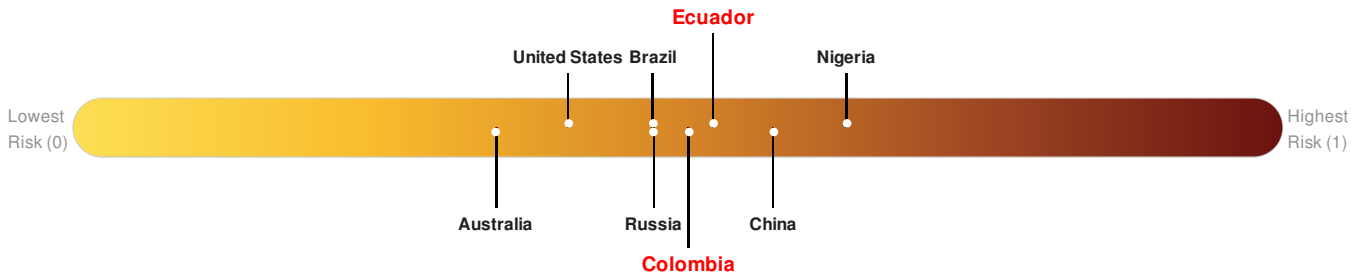 Ecuador
United States Brazil Nigeria
Lowest
Risk (0)
Highest
Risk (1)
Australia Russia China
Colombia